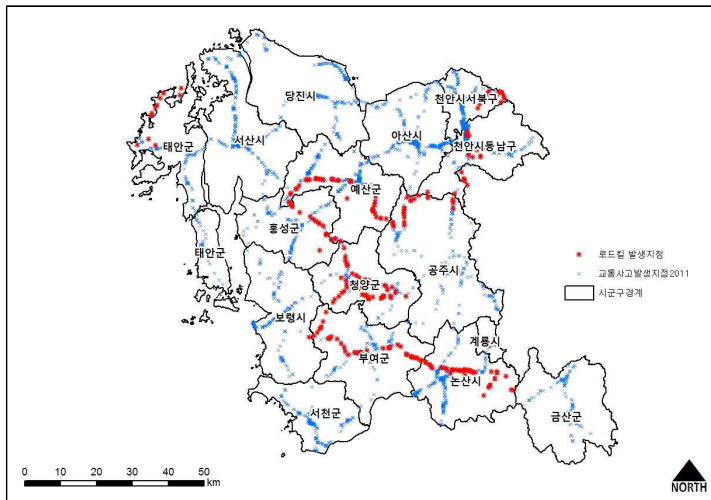 당진시
천안시서북구
아산시
천안시동남구
서산시
태안군
예산군
홍성군
태안군
로드킬 발생지점
교통사고발생지점2011
시군구경계
공주시
청양군
보령시
계룡시
부여군
논산시
서천군
금산군
0 10 20 30 40 50
km
NORTH